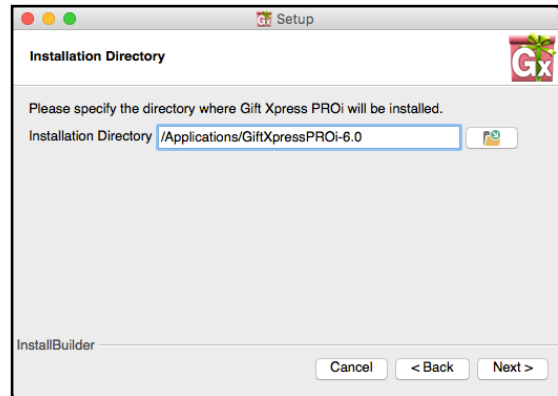 Setup
Installation Directory
Gx
Please specify the directory where Gift Xpress PROi will be installed.
Installation Directory /Applications/GiftXpressPROi-6.0
InstallBuilder
Cancel < Back Next >